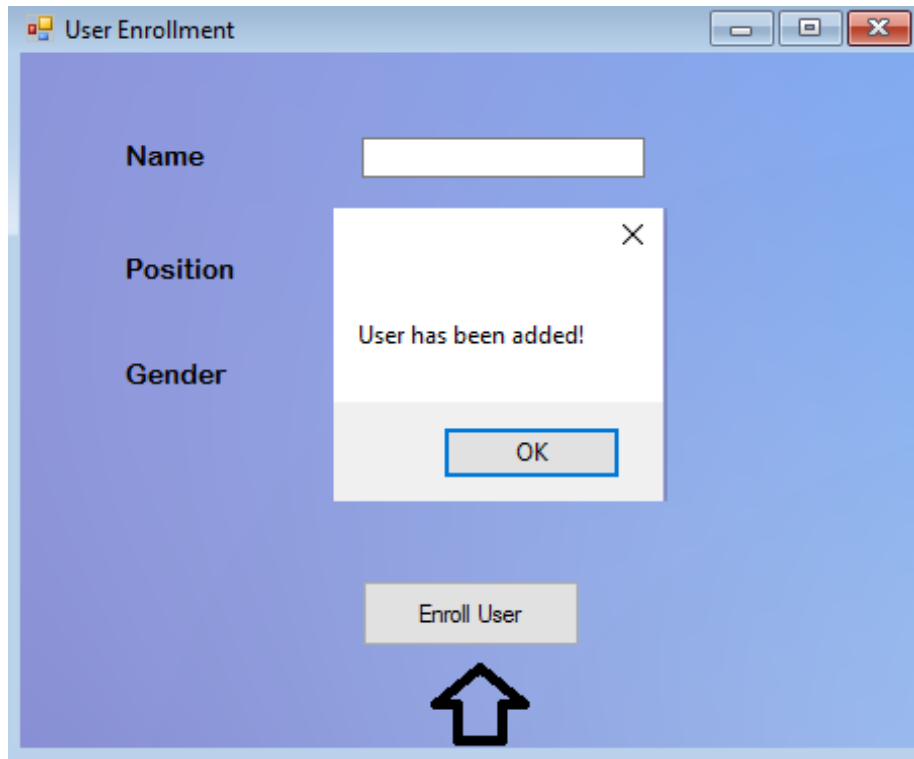 User Enrollment
Name
Position
User has been added!
Gender
OK
Enroll User